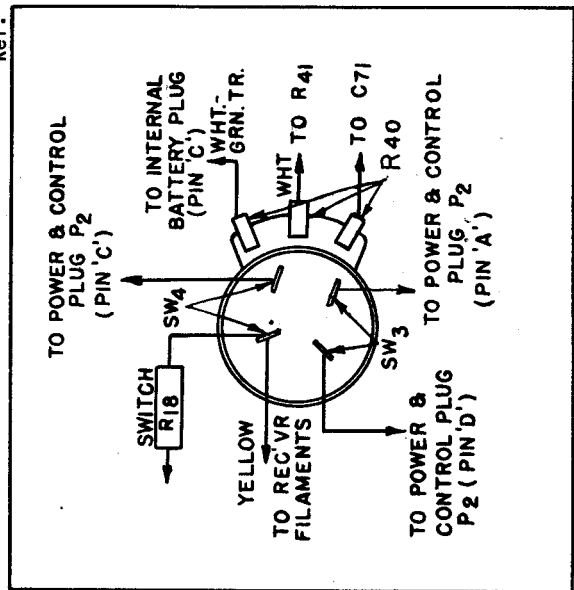 Ref.
TO POWER & CONTROL
PLUG P2
(PIN 'C')
TO INTERNAL
BATTERY PLUG
(PIN 'C')
WHT.-
GRN. TR.
WHT
TO R41
TO C71
R40
SW4
SW3
SWITCH
R18
YELLOW
TO REC'VR
FILAMENTS
TO POWER &
CONTROL PLUG
P2 (PIN 'D')
TO POWER & CONTROL
PLUG P2
(PIN 'A')